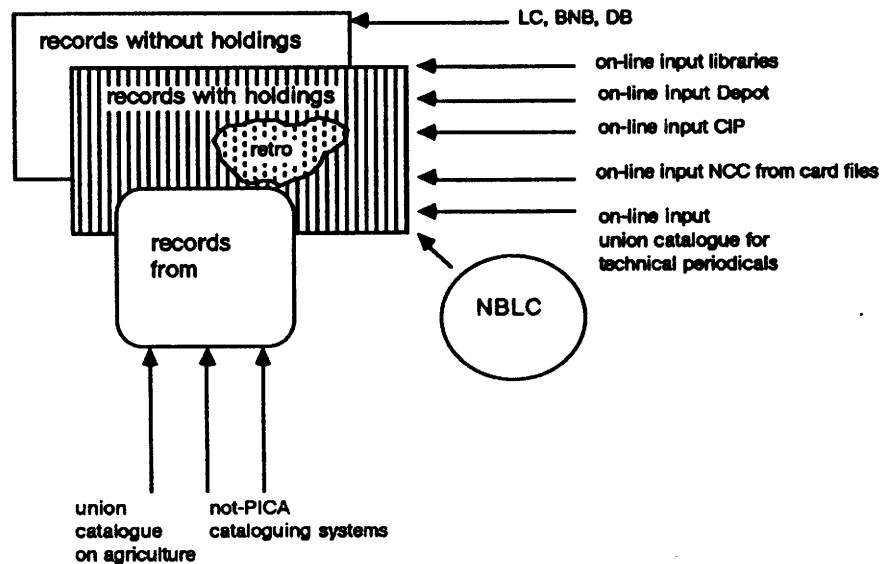 LC, BNB, DB
records without holdings
on-line input libraries
records with holdings
on-line input Depot
on-line input CIP
retro
on-line input NCC from card files
on-line input
union catalogue for
technical periodicals
records
from
NBLC
union
catalogue
on agriculture
not-PICA
cataloguing systems